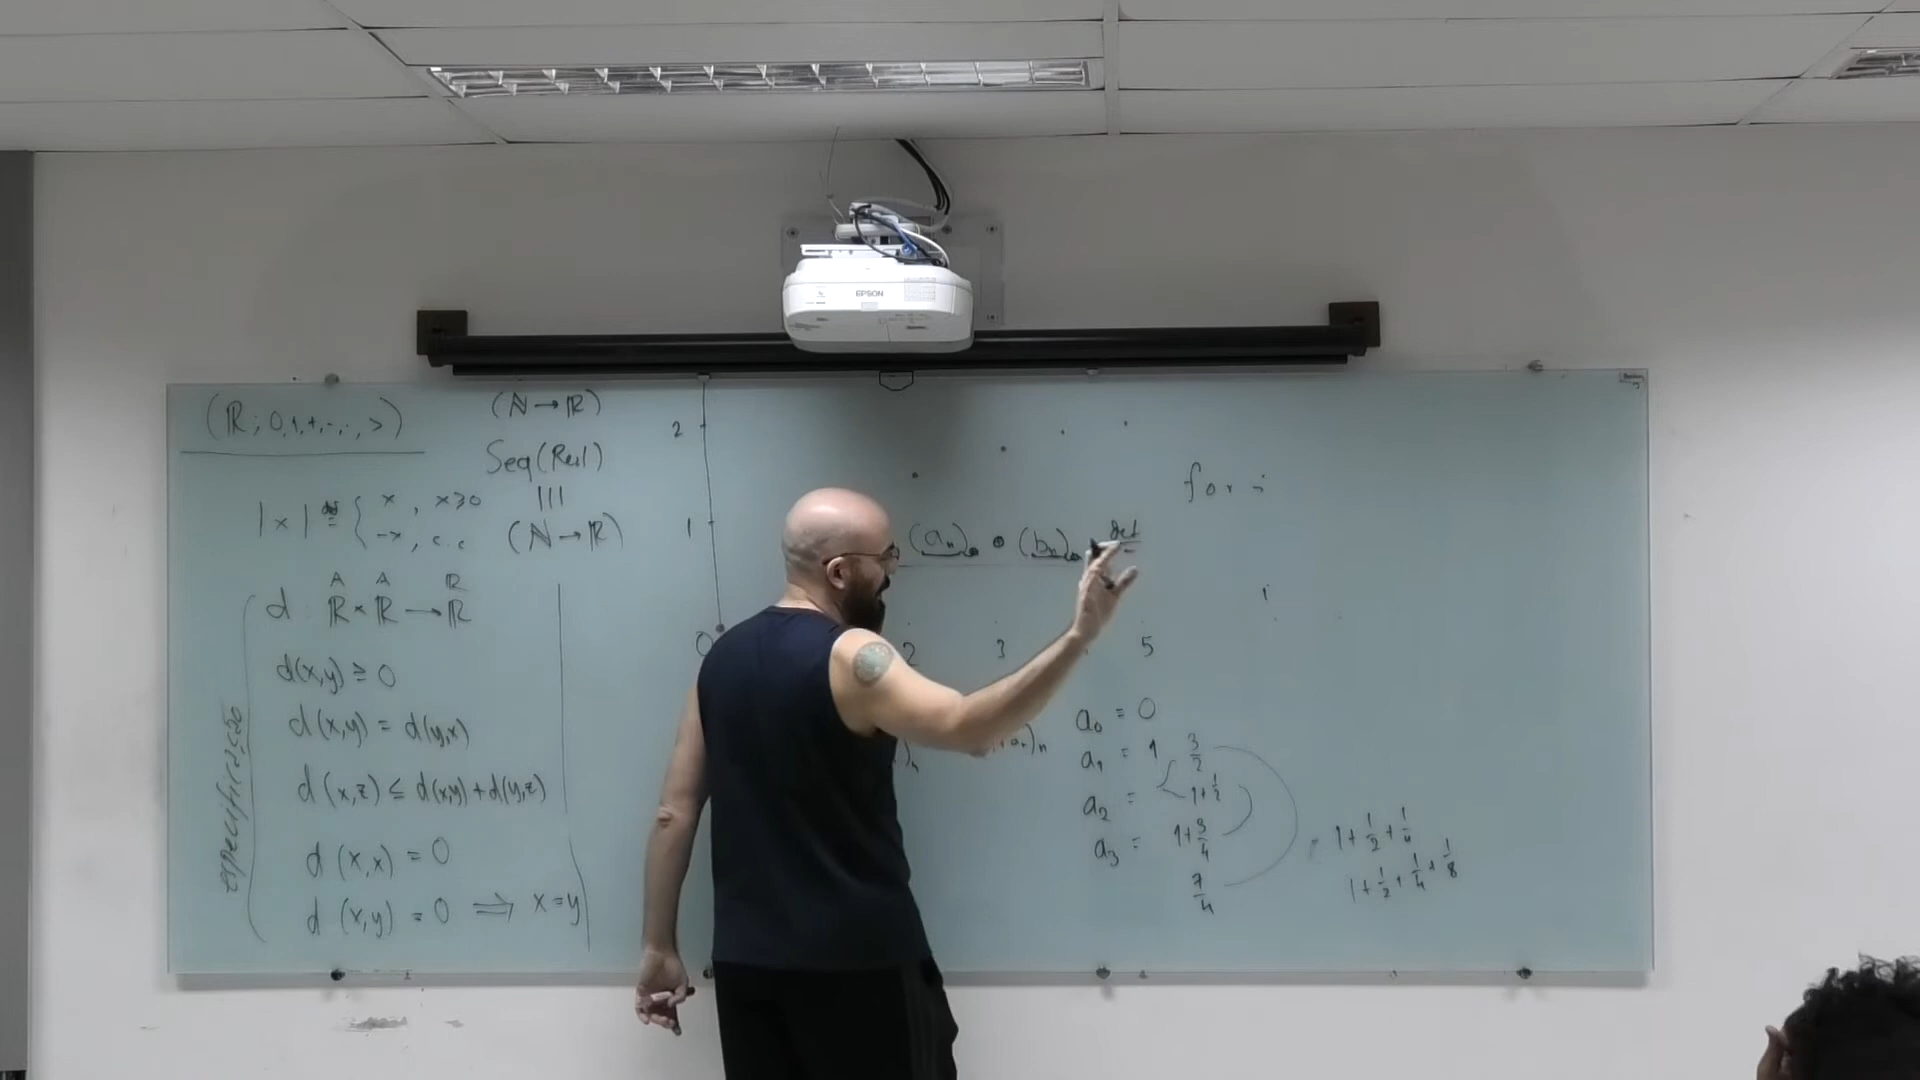 (ℝ; 0,1,+,-,·,>)
|x| def= { x , x≥0
-x , c.c
d : ℝ × ℝ → ℝ
A A ℝ
d(x,y) ≥ 0
d(x,y) = d(y,x)
d(x,z) ≤ d(x,y)+d(y,z)
d(x,x) = 0
d(x,y) = 0 ⟹ x=y
especificação
(ℕ→ℝ)
Seq(Real)
|||
(ℕ→ℝ)
2
1
0 2 3 5
(aₙ)ₙ • (bₙ)ₙ def=
for i
a₀ = 0
a₁ = 1 3/2
a₂ = 1+1/2
a₃ = 1+3/4
7/4
1+1/2+1/4
1+1/2+1/4+1/8
EPSON